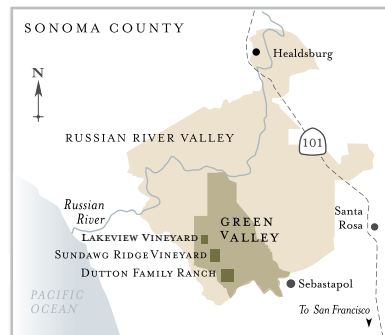 SONOMA COUNTY
Healdsburg
N
RUSSIAN RIVER VALLEY
101
Russian
River
GREEN
VALLEY
Santa
Rosa
LAKEVIEW VINEYARD
SUNDAWG RIDGE VINEYARD
DUTTON FAMILY RANCH
Sebastapol
PACIFIC
OCEAN
To San Francisco